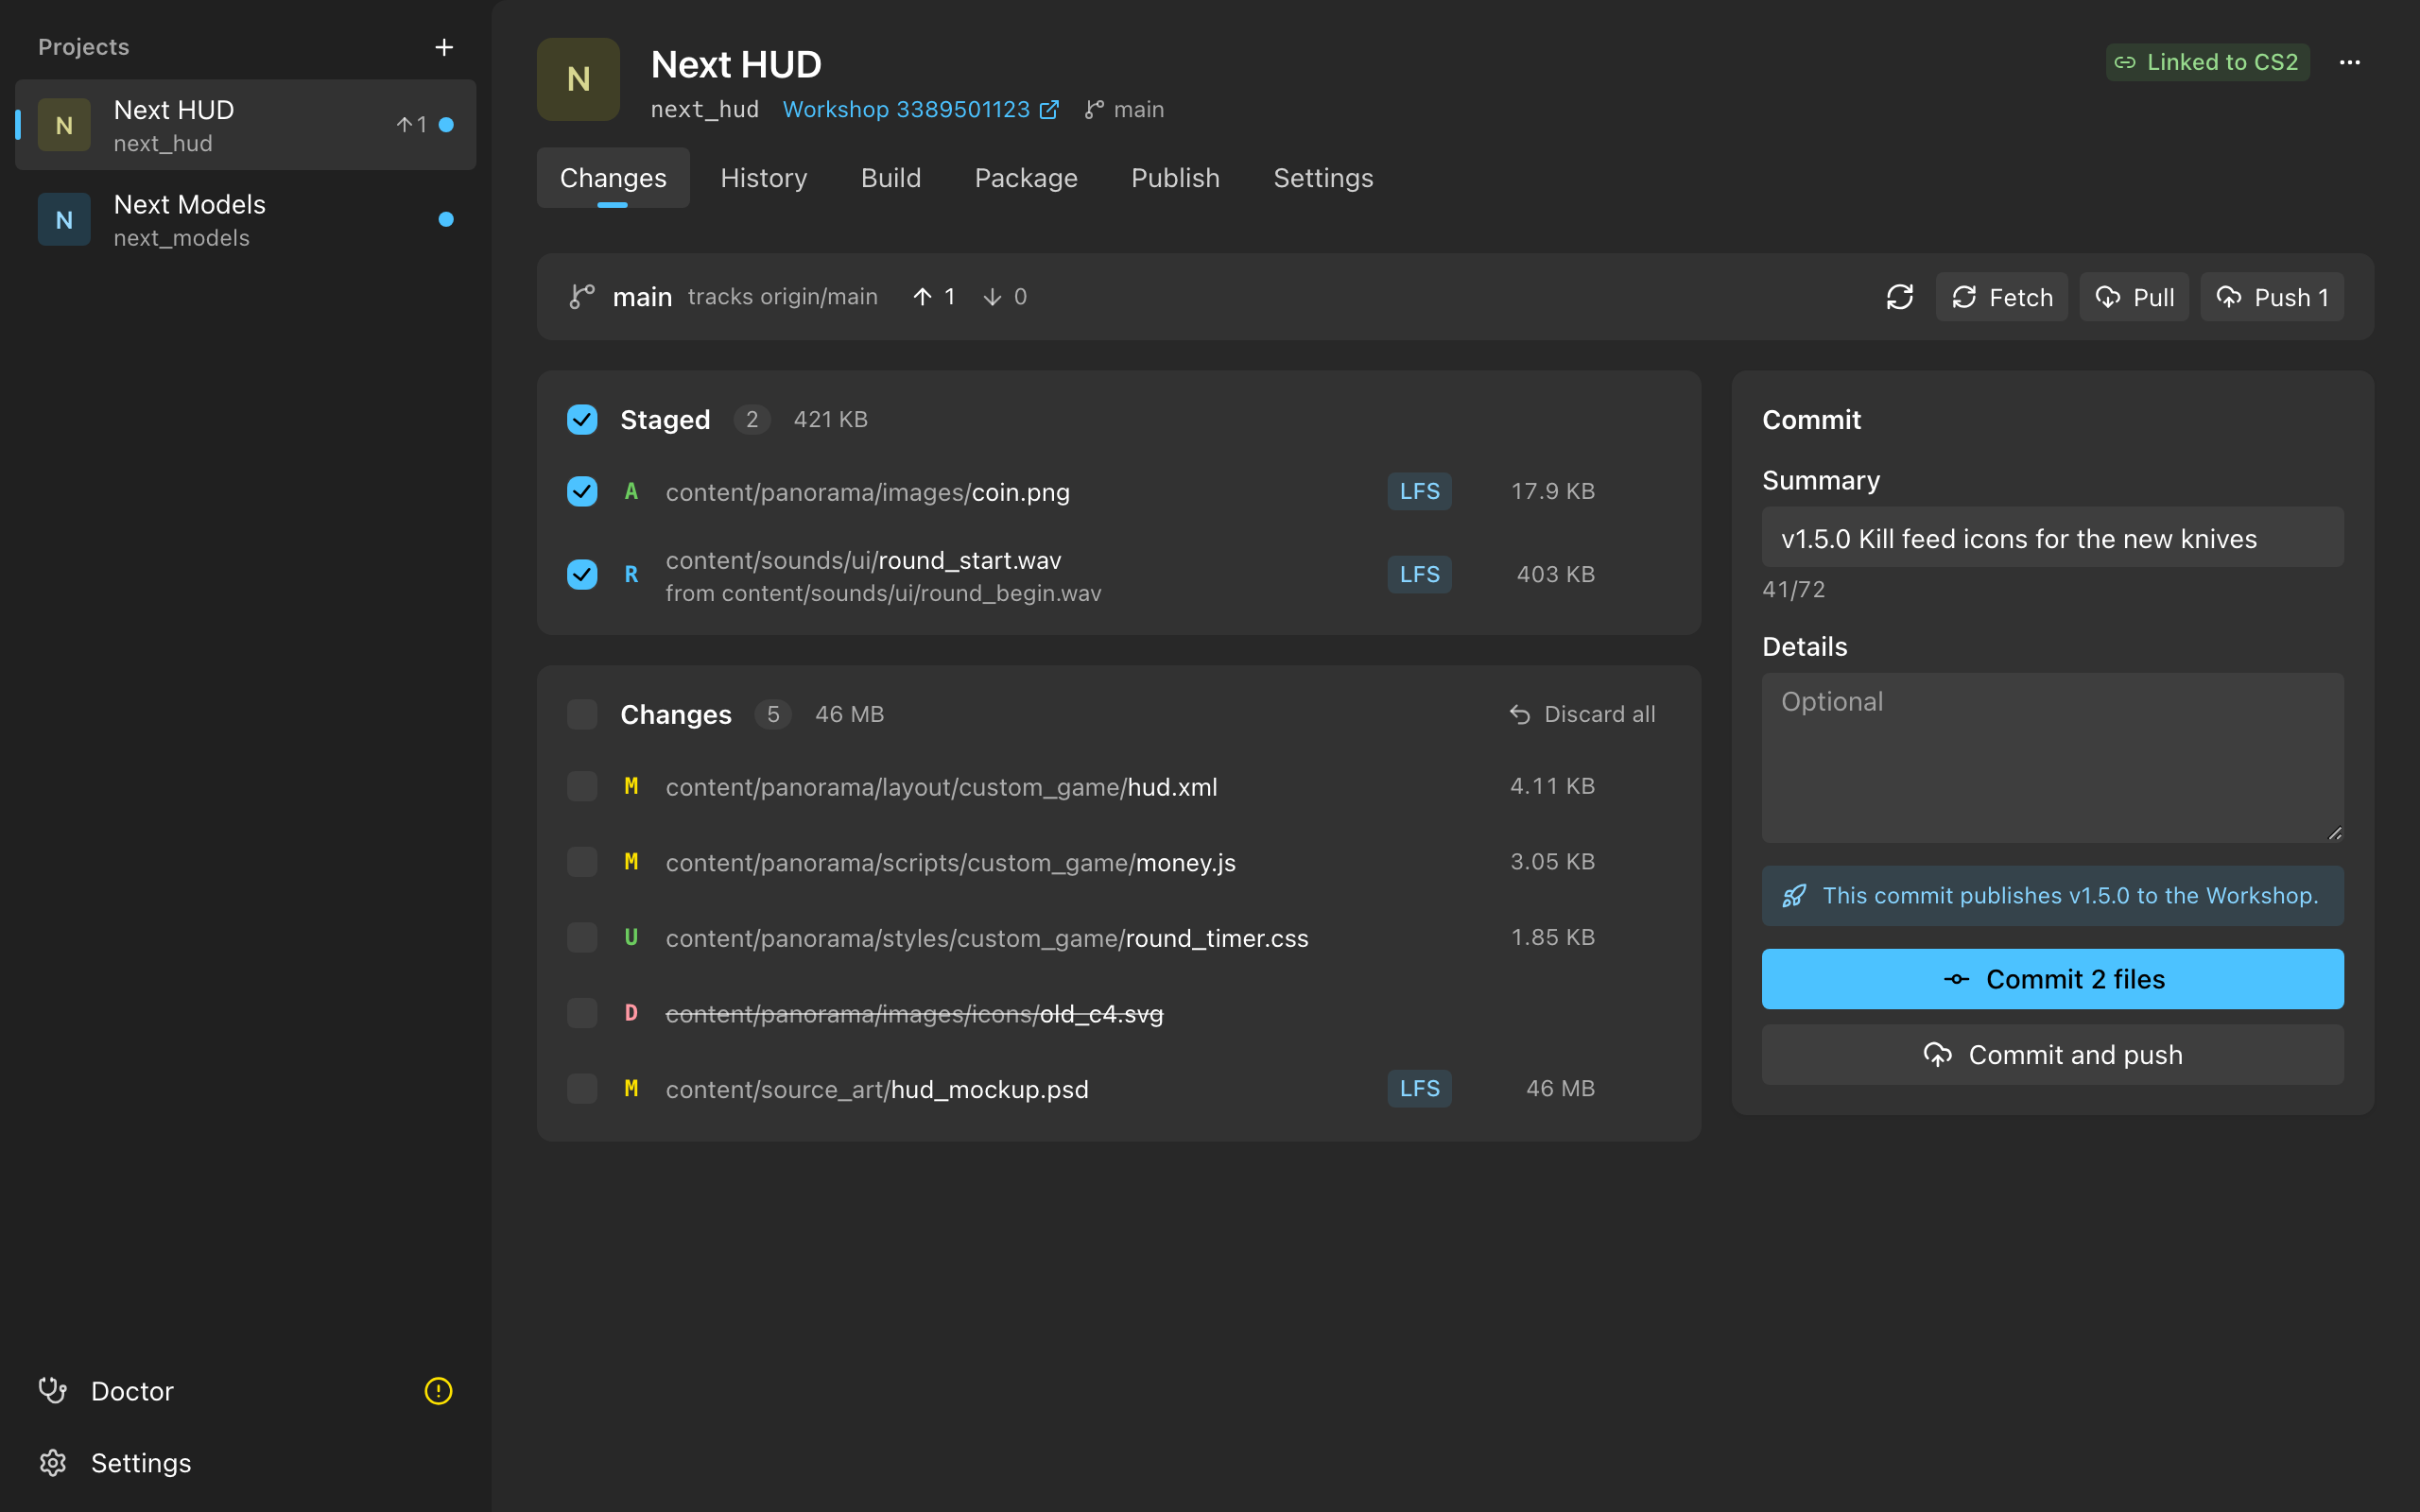 Projects
N
Next HUD
next_hud
1
N
Next Models
next_models
Doctor
Settings
N
Next HUD
next_hud Workshop 3389501123 main
Linked to CS2
Changes History Build Package Publish Settings
main tracks origin/main 1 0
Fetch Pull Push 1
Staged 2 421 KB
A content/panorama/images/coin.png LFS 17.9 KB
R content/sounds/ui/round_start.wav LFS 403 KB
from content/sounds/ui/round_begin.wav
Changes 5 46 MB Discard all
M content/panorama/layout/custom_game/hud.xml 4.11 KB
M content/panorama/scripts/custom_game/money.js 3.05 KB
U content/panorama/styles/custom_game/round_timer.css 1.85 KB
D content/panorama/images/icons/old_c4.svg
M content/source_art/hud_mockup.psd LFS 46 MB
Commit
Summary
v1.5.0 Kill feed icons for the new knives
41/72
Details
Optional
This commit publishes v1.5.0 to the Workshop.
Commit 2 files
Commit and push